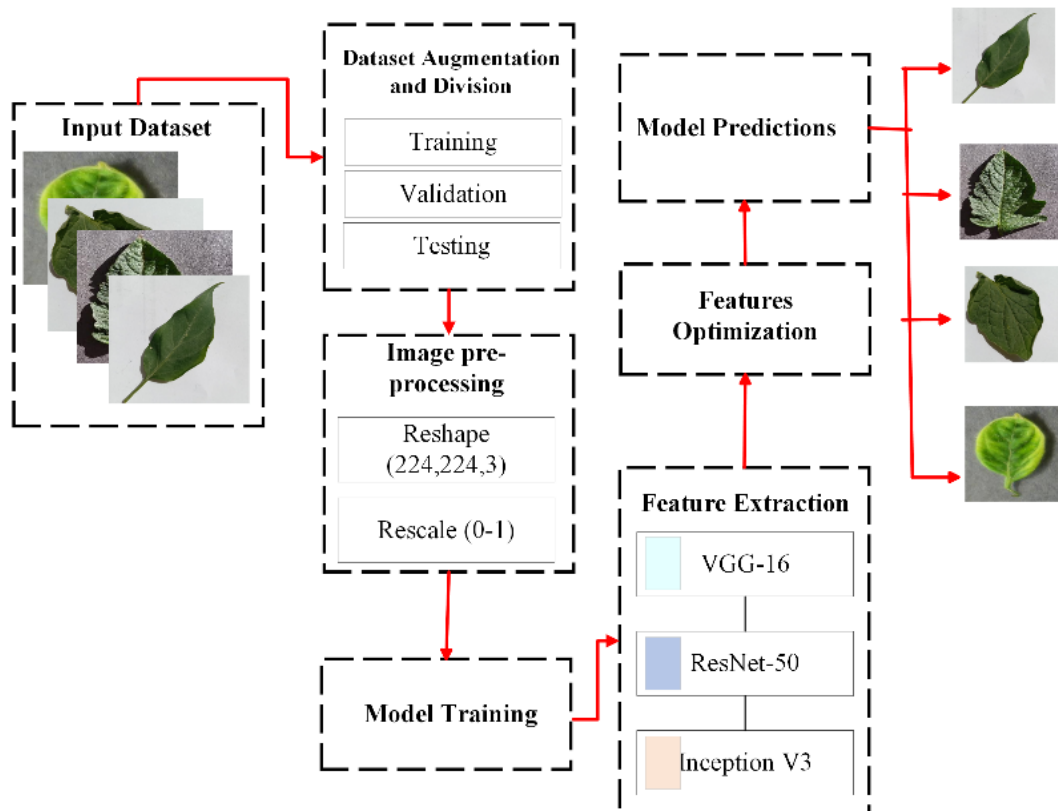 Input Dataset
Dataset Augmentation
and Division
Training
Validation
Testing
Image pre-
processing
Reshape
(224,224,3)
Rescale (0-1)
Model Training
Feature Extraction
VGG-16
ResNet-50
Inception V3
Features
Optimization
Model Predictions